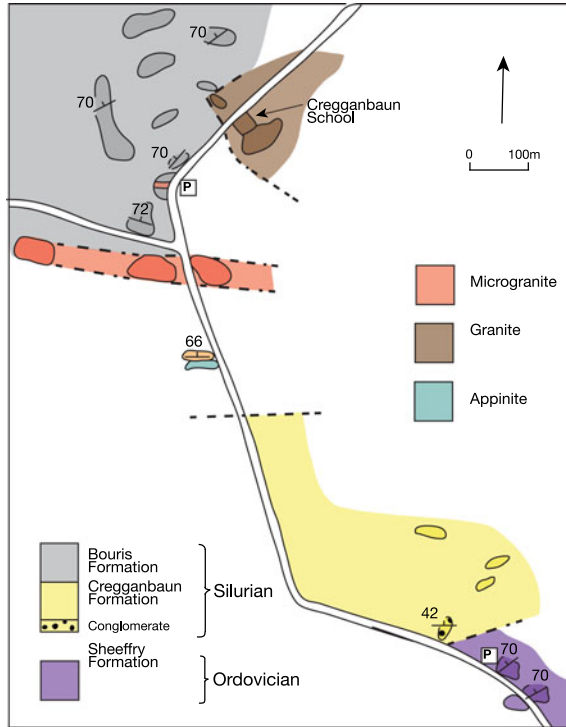 70
70
Cregganbaun
School
0 100m
70
P
72
Microgranite
66
Granite
Appinite
Bouris
Formation
Cregganbaun
Formation
Silurian
Conglomerate
42
Sheeffry
Formation
Ordovician
P
70
70